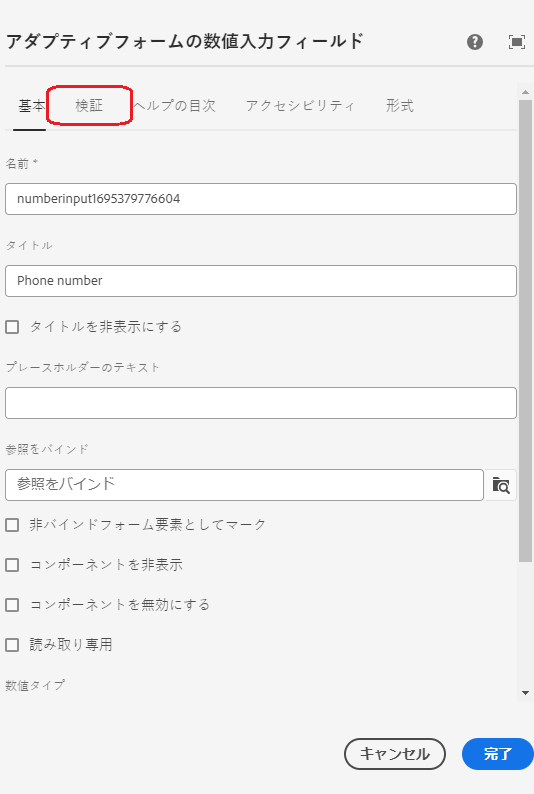 アダプティブフォームの数値入力フィールド
基本 検証 ヘルプの目次 アクセシビリティ 形式
名前 *
numberinput1695379776604
タイトル
Phone number
タイトルを非表示にする
プレースホルダーのテキスト
参照をバインド
参照をバインド
非バインドフォーム要素としてマーク
コンポーネントを非表示
コンポーネントを無効にする
読み取り専用
数値タイプ
キャンセル 完了